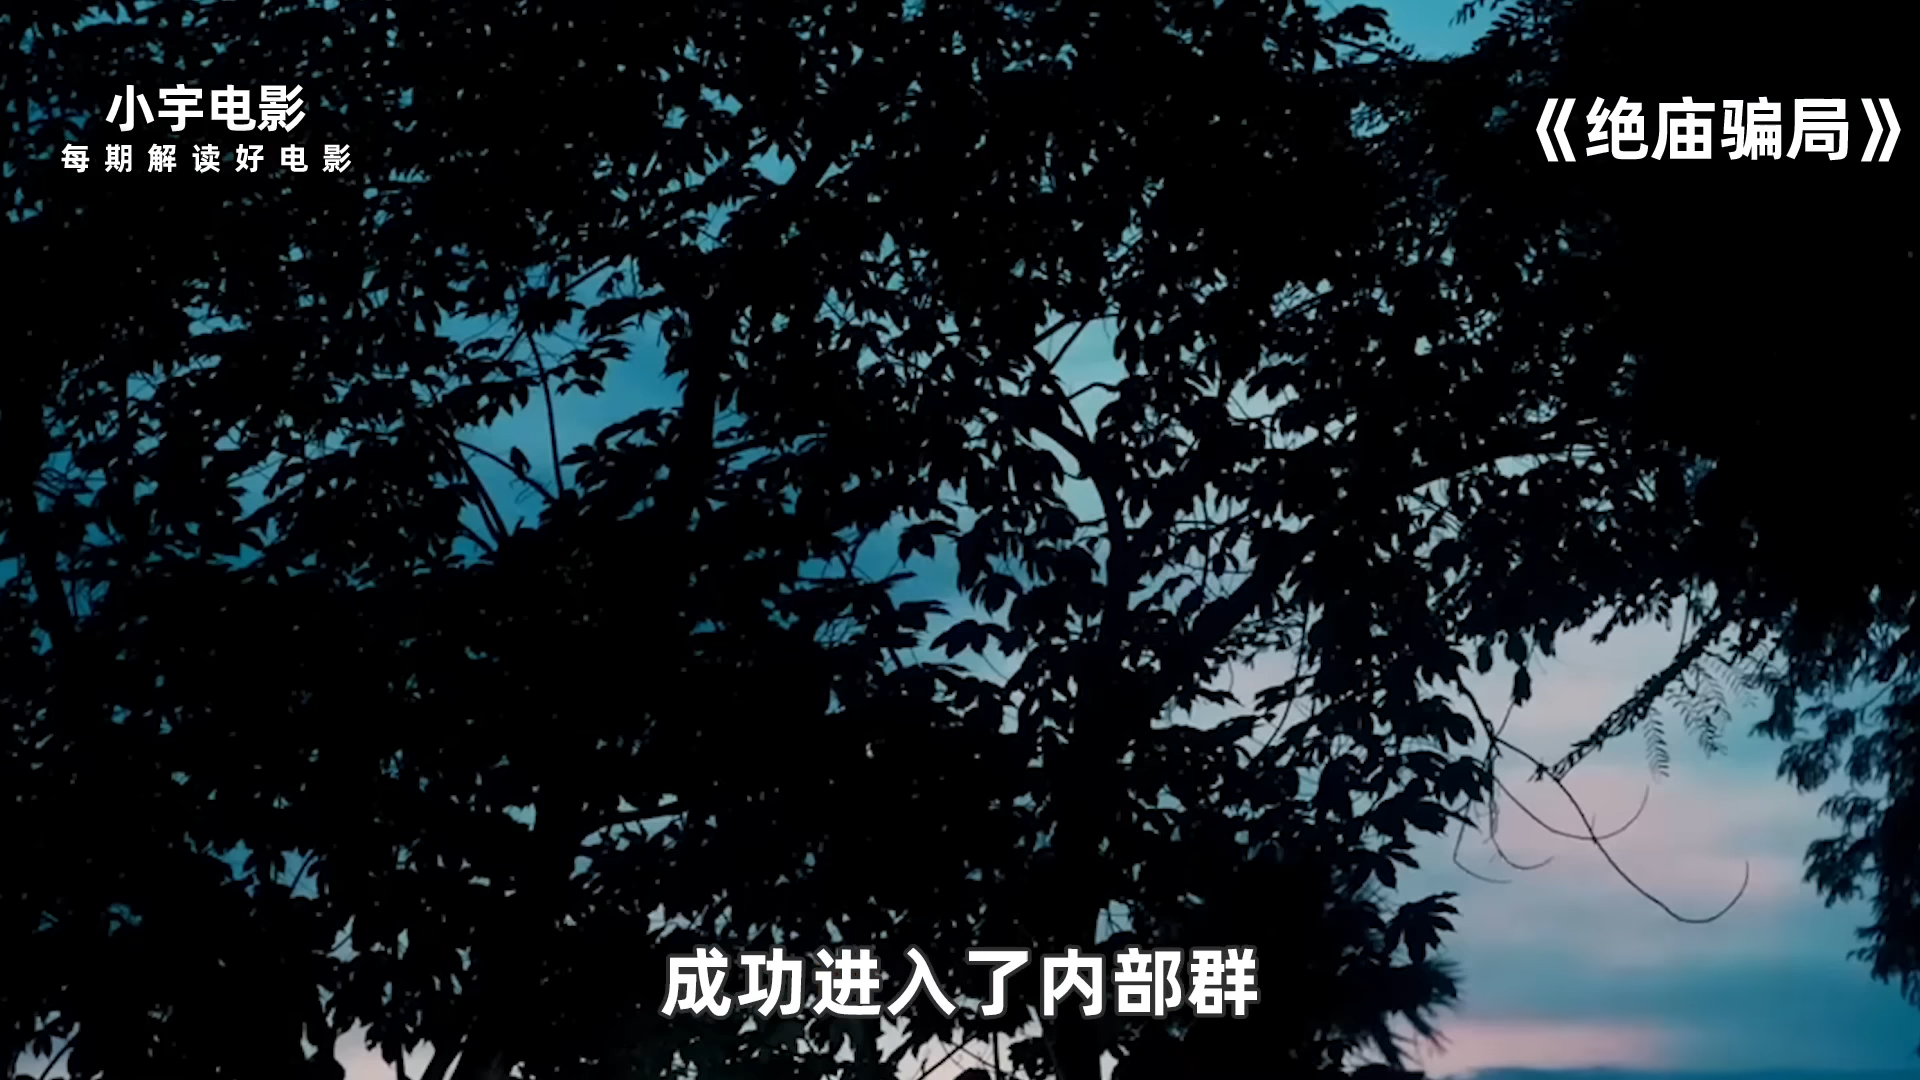 小宇电影
每期解读好电影
《绝庙骗局》
成功进入了内部群